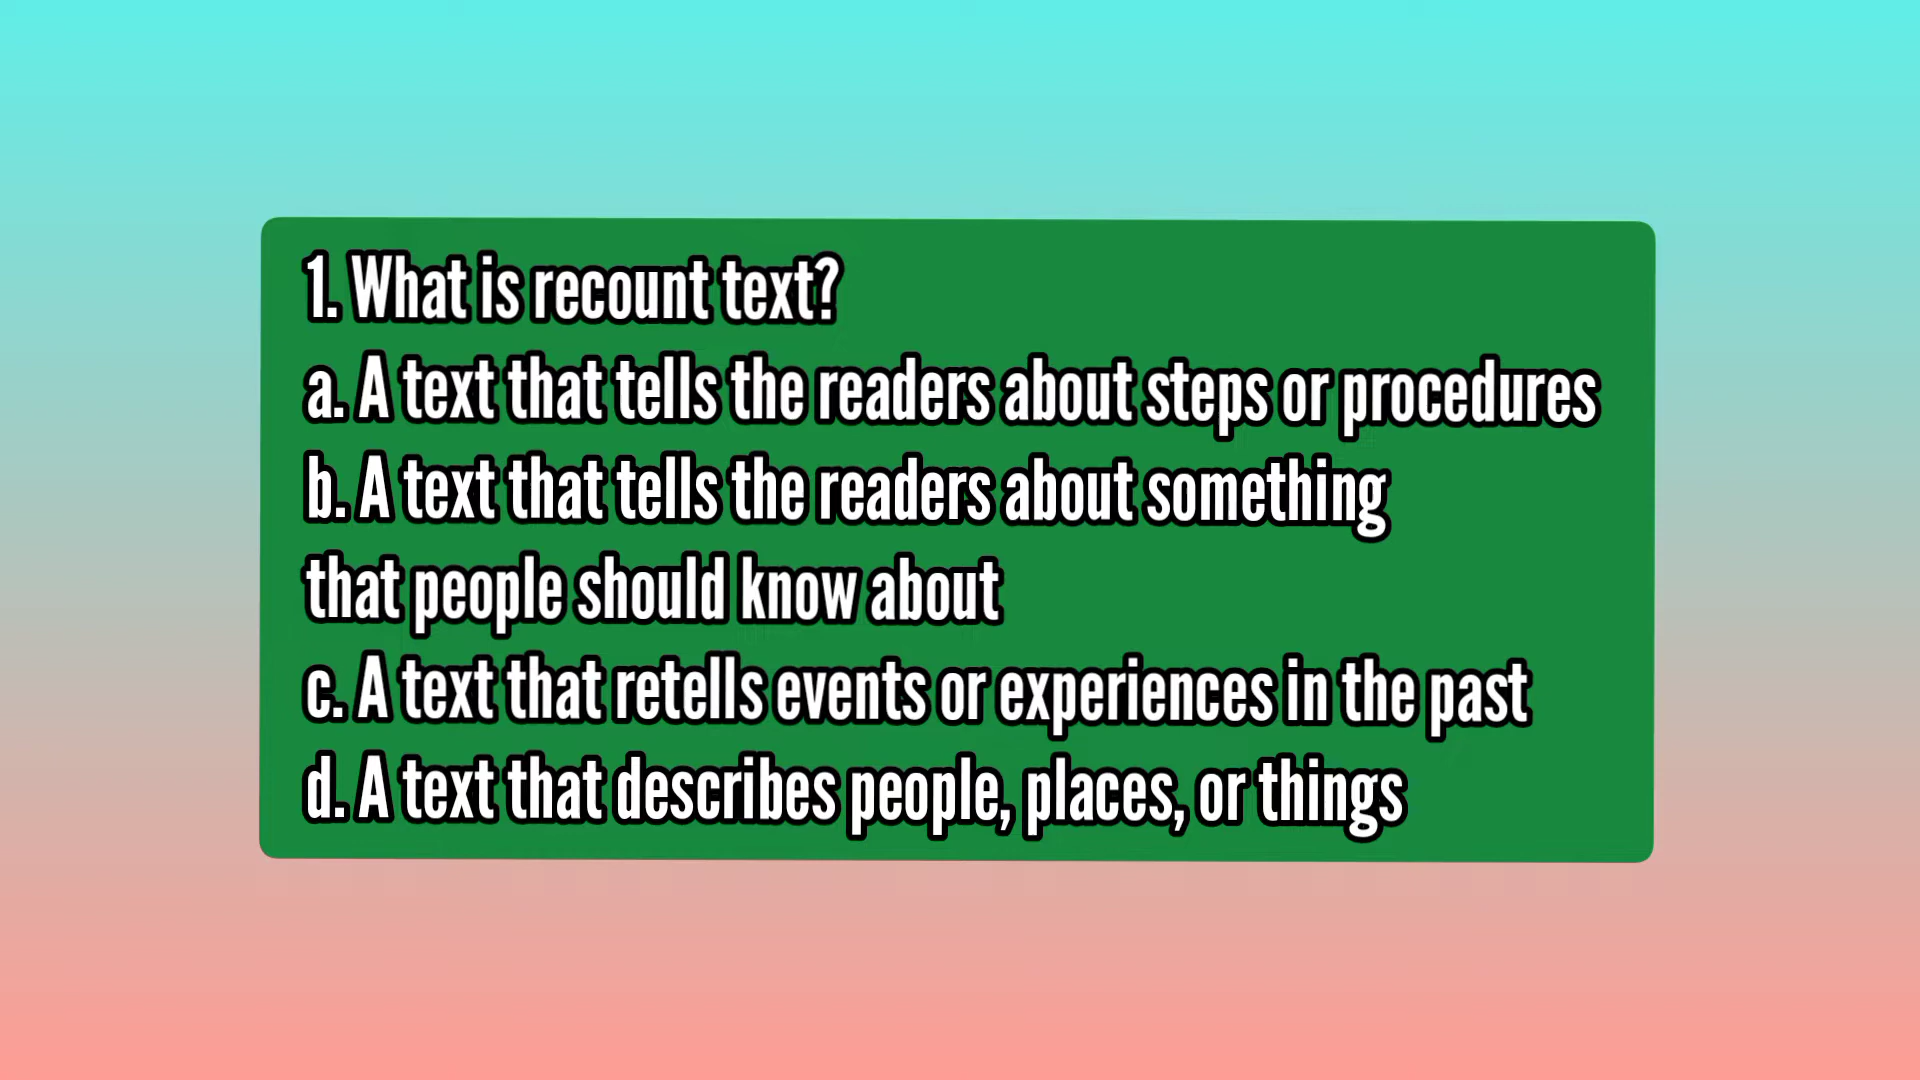 1. What is recount text?
a. A text that tells the readers about steps or procedures
b. A text that tells the readers about something
that people should know about
c. A text that retells events or experiences in the past
d. A text that describes people, places, or things